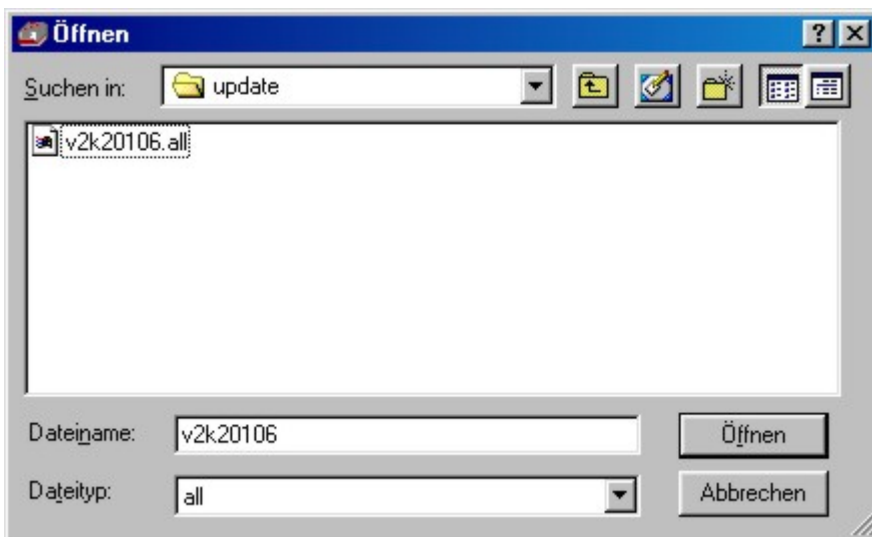 Öffnen
Suchen in: update
v2k20106.all
Dateiname: v2k20106 Öffnen
Dateityp: all Abbrechen